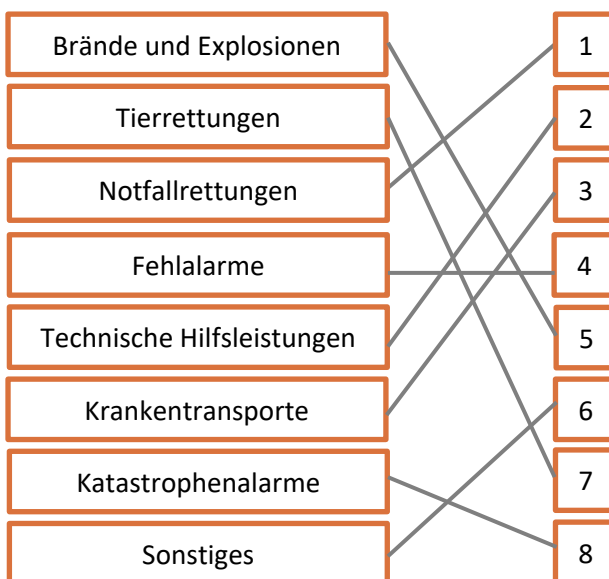 Brände und Explosionen
1
Tierrettungen
2
Notfallrettungen
3
Fehlalarme
4
Technische Hilfsleistungen
5
Krankentransporte
6
Katastrophenalarme
7
Sonstiges
8